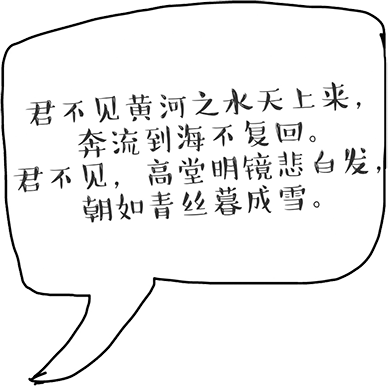 君不见黄河之水天上来，
奔流到海不复回。
君不见，高堂明镜悲白发，
朝如青丝暮成雪。